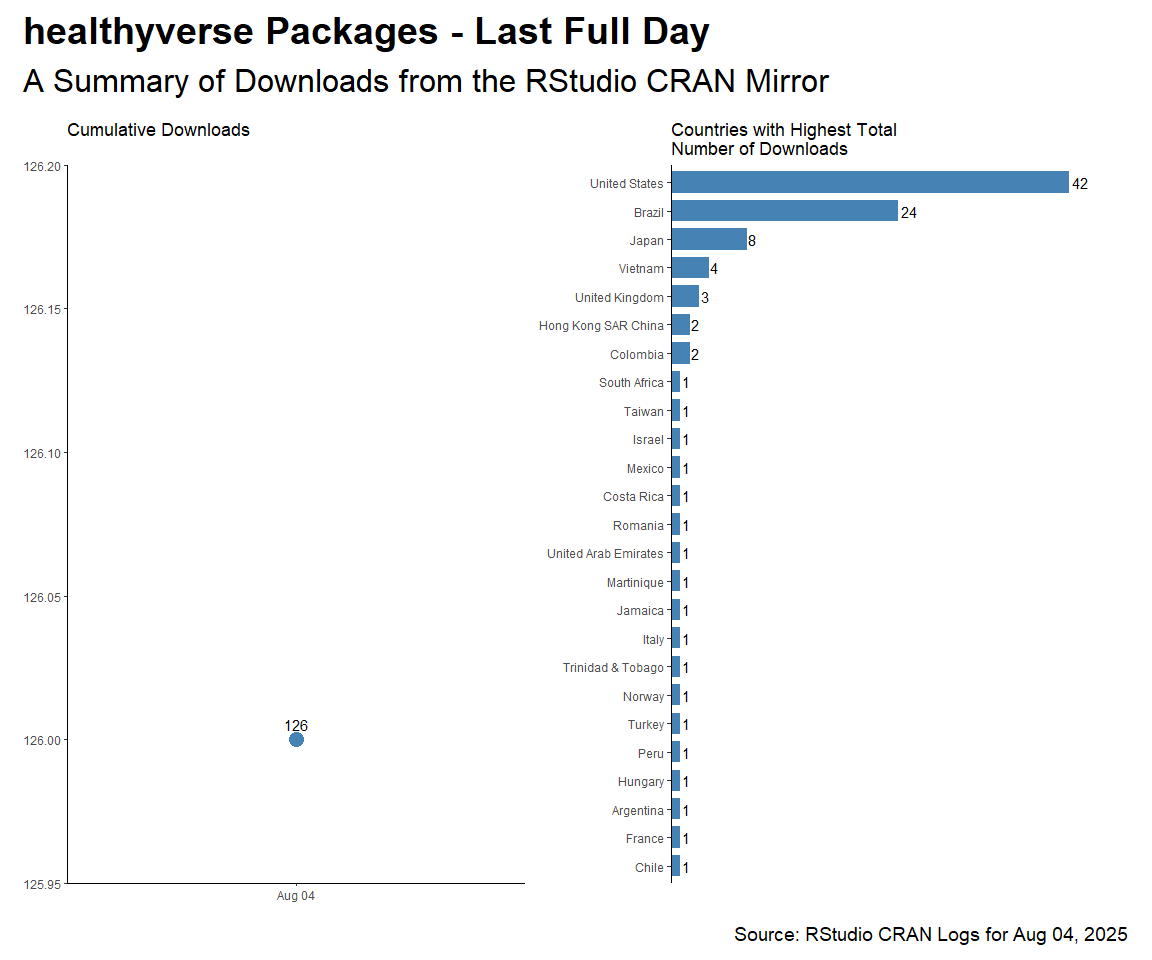 healthyverse Packages - Last Full Day
A Summary of Downloads from the RStudio CRAN Mirror
Cumulative Downloads
126.20
126.15
126.10
126.05
126.00
125.95
126
Aug 04
Countries with Highest Total
Number of Downloads
United States 42
Brazil 24
Japan 8
Vietnam 4
United Kingdom 3
Hong Kong SAR China 2
Colombia 2
South Africa 1
Taiwan 1
Israel 1
Mexico 1
Costa Rica 1
Romania 1
United Arab Emirates 1
Martinique 1
Jamaica 1
Italy 1
Trinidad & Tobago 1
Norway 1
Turkey 1
Peru 1
Hungary 1
Argentina 1
France 1
Chile 1
Source: RStudio CRAN Logs for Aug 04, 2025